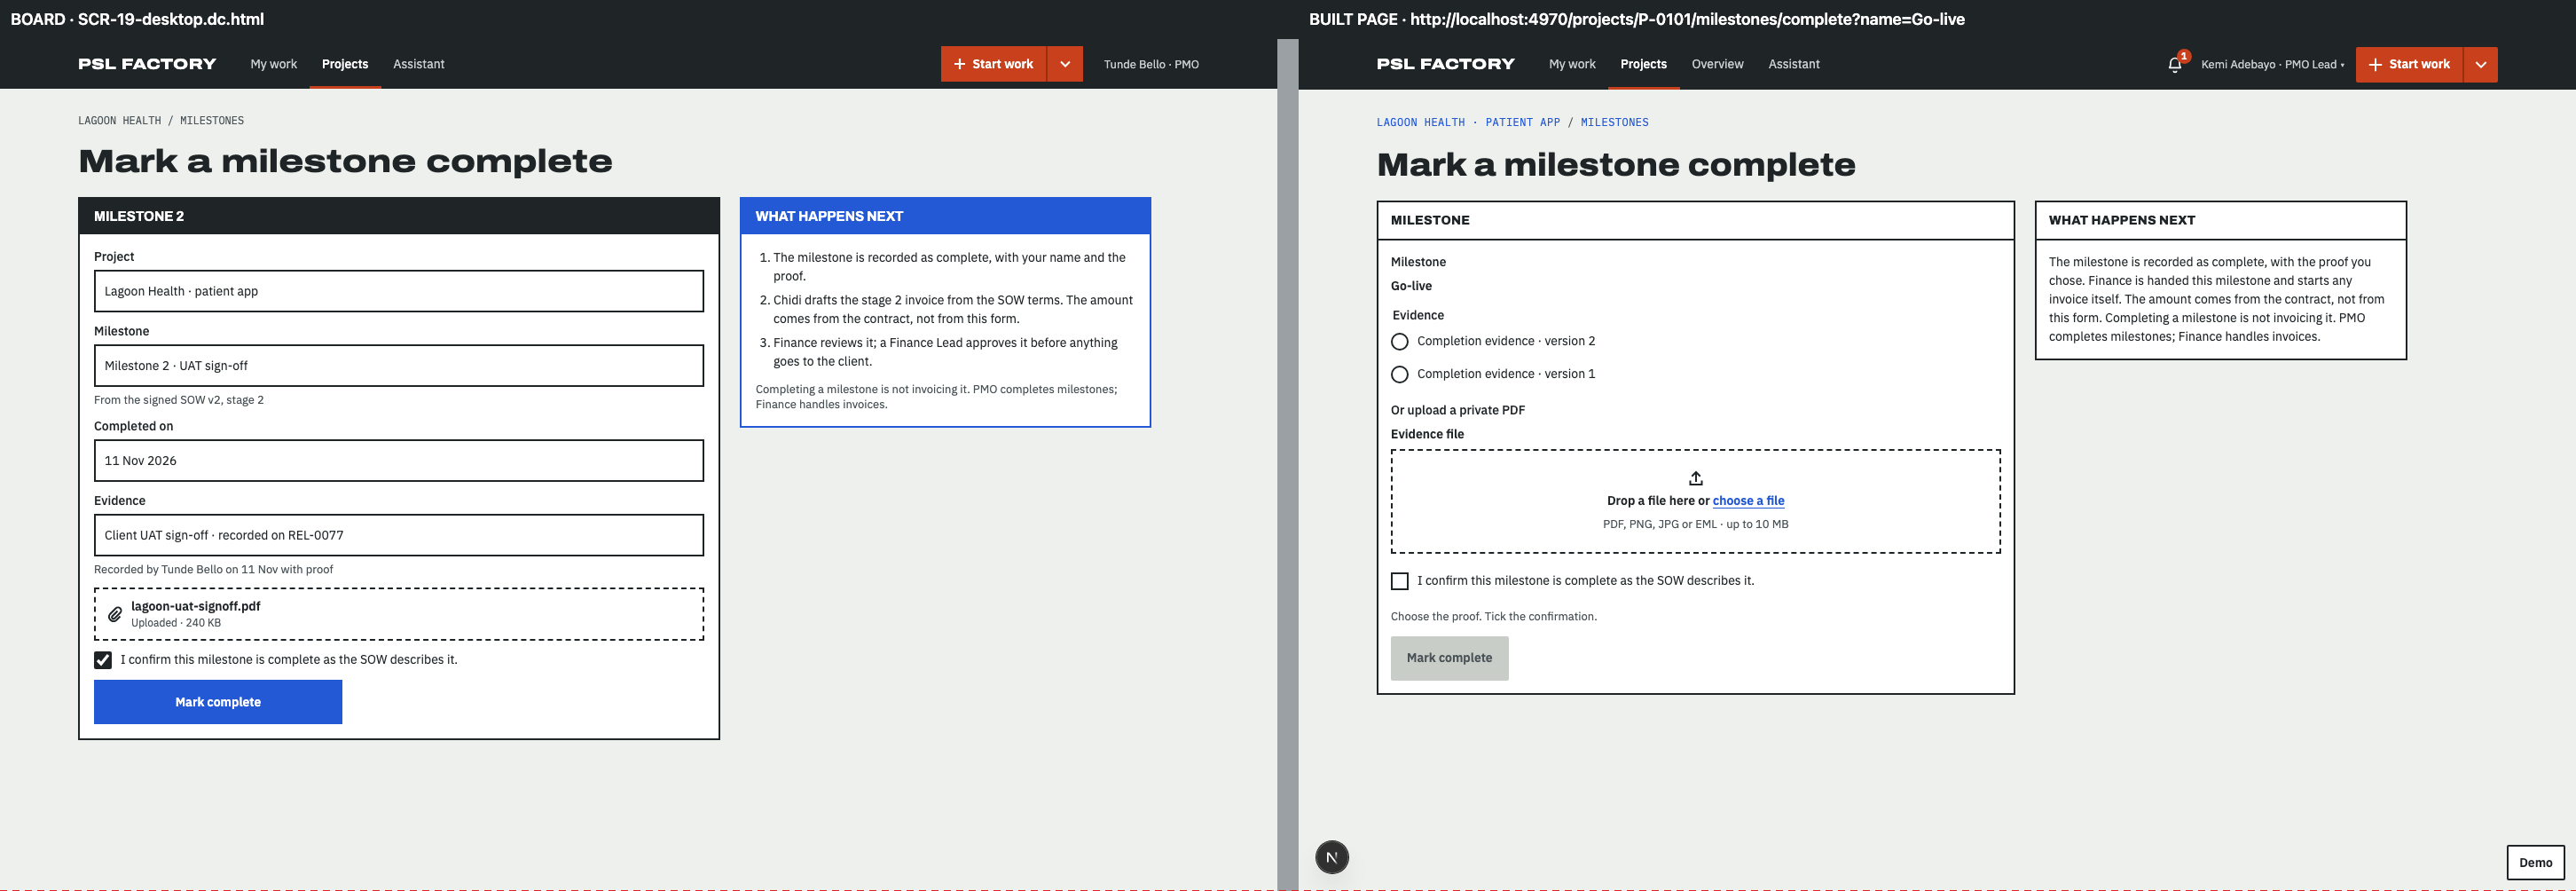 BOARD · SCR-19-desktop.dc.html
PSL FACTORY
My work
Projects
Assistant
Start work
Tunde Bello · PMO
LAGOON HEALTH / MILESTONES
Mark a milestone complete
MILESTONE 2
Project
Lagoon Health · patient app
Milestone
Milestone 2 · UAT sign-off
From the signed SOW v2, stage 2
Completed on
11 Nov 2026
Evidence
Client UAT sign-off · recorded on REL-0077
Recorded by Tunde Bello on 11 Nov with proof
lagoon-uat-signoff.pdf
Uploaded · 240 KB
I confirm this milestone is complete as the SOW describes it.
Mark complete
WHAT HAPPENS NEXT
1. The milestone is recorded as complete, with your name and the
proof.
2. Chidi drafts the stage 2 invoice from the SOW terms. The amount
comes from the contract, not from this form.
3. Finance reviews it; a Finance Lead approves it before anything
goes to the client.
Completing a milestone is not invoicing it. PMO completes milestones;
Finance handles invoices.
BUILT PAGE · http://localhost:4970/projects/P-0101/milestones/complete?name=Go-live
PSL FACTORY
My work
Projects
Overview
Assistant
1
Kemi Adebayo · PMO Lead
Start work
LAGOON HEALTH · PATIENT APP / MILESTONES
Mark a milestone complete
MILESTONE
Milestone
Go-live
Evidence
Completion evidence · version 2
Completion evidence · version 1
Or upload a private PDF
Evidence file
Drop a file here or choose a file
PDF, PNG, JPG or EML · up to 10 MB
I confirm this milestone is complete as the SOW describes it.
Choose the proof. Tick the confirmation.
Mark complete
WHAT HAPPENS NEXT
The milestone is recorded as complete, with the proof you
chose. Finance is handed this milestone and starts any
invoice itself. The amount comes from the contract, not from
this form. Completing a milestone is not invoicing it. PMO
completes milestones; Finance handles invoices.
N
Demo